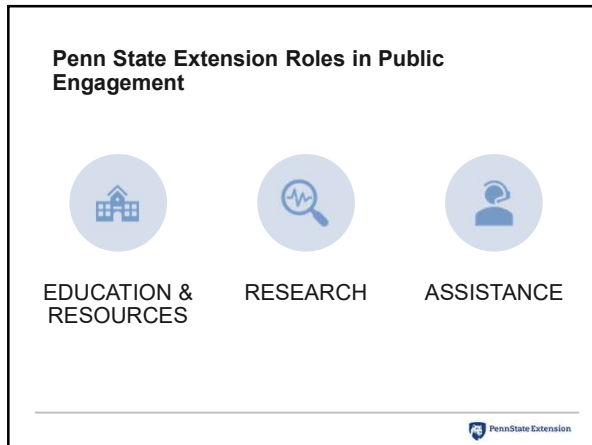 Penn State Extension Roles in Public
Engagement
EDUCATION &
RESOURCES
RESEARCH
ASSISTANCE
PennState Extension